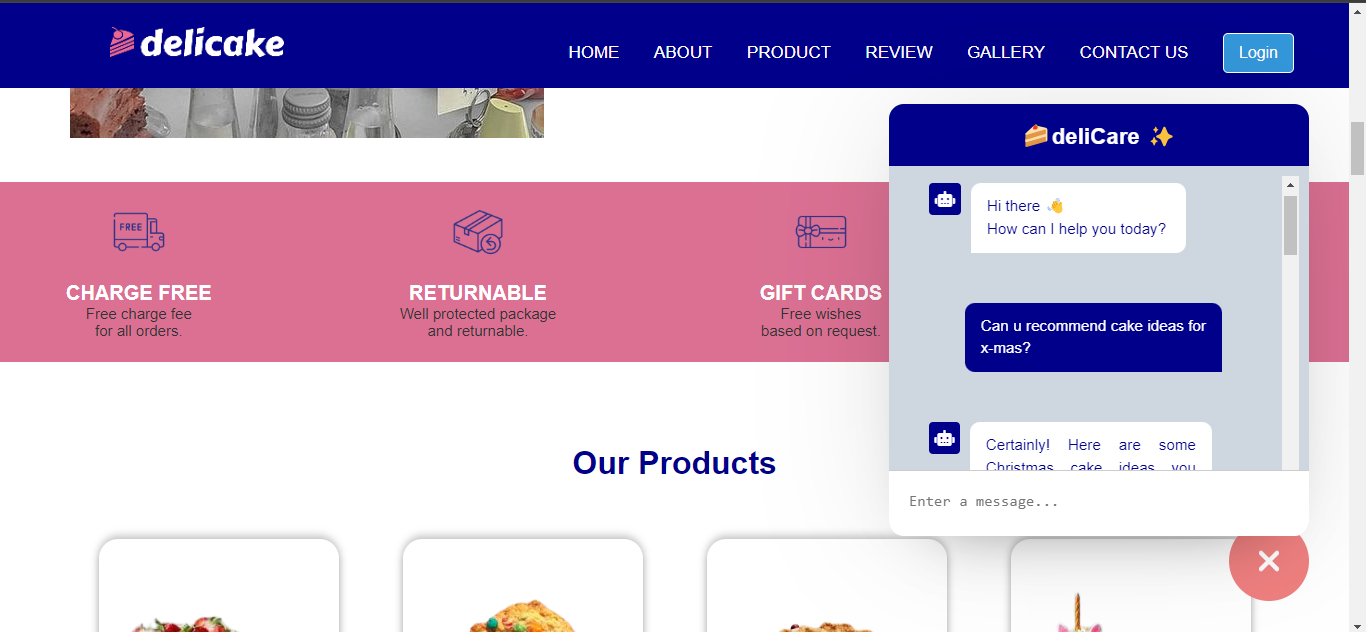 delicake
HOME ABOUT PRODUCT REVIEW GALLERY CONTACT US Login
FREE
CHARGE FREE
Free charge fee
for all orders.
RETURNABLE
Well protected package
and returnable.
GIFT CARDS
Free wishes
based on request.
Our Products
deliCare
Hi there
How can I help you today?
Can u recommend cake ideas for
x-mas?
Certainly! Here are some
Christmas cake ideas you
Enter a message...